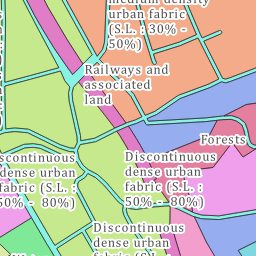 medium density
urban fabric
(S.L. : 30% -
50%)
Railways and
associated
land
Forests
Discontinuous
dense urban
fabric (S.L. :
50% - 80%)
Discontinuous
dense urban
fabric (S.L. :
50% - 80%)
Discontinuous
dense urban
fabric (S.L. :